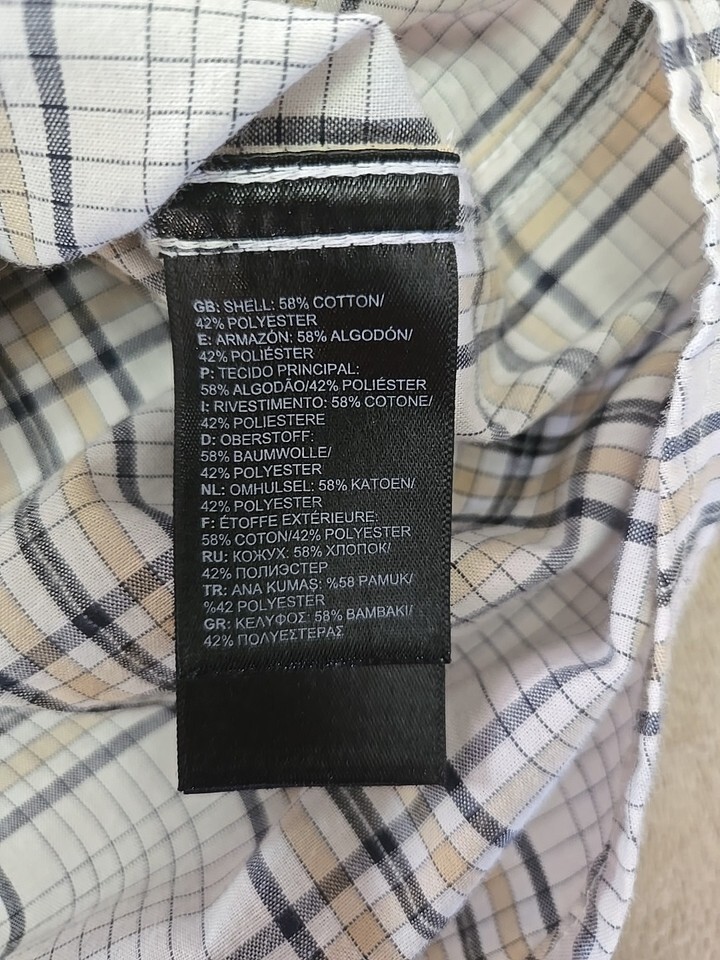 GB: SHELL: 58% COTTON/
42% POLYESTER
E: ARMAZÓN: 58% ALGODÓN/
42% POLIÉSTER
P: TECIDO PRINCIPAL:
58% ALGODÃO/42% POLIÉSTER
I: RIVESTIMENTO: 58% COTONE/
42% POLIESTERE
D: OBERSTOFF:
58% BAUMWOLLE/
42% POLYESTER
NL: OMHULSEL: 58% KATOEN/
42% POLYESTER
F: ÉTOFFE EXTÉRIEURE:
58% COTON/42% POLYESTER
RU: КОЖУХ: 58% ХЛОПОК/
42% ПОЛИЭСТЕР
TR: ANA KUMAS: %58 PAMUK/
%42 POLYESTER
GR: ΚΕΛΥΦΟΣ: 58% ΒΑΜΒΑΚΙ/
42% ΠΟΛΥΕΣΤΕΡΑΣ